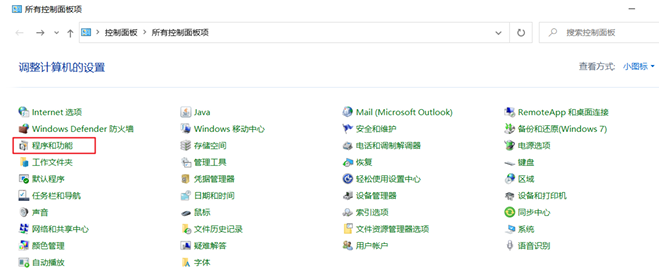 所有控制面板项
控制面板 所有控制面板项 搜索控制面板
调整计算机的设置 查看方式: 小图标
Internet 选项 Java Mail (Microsoft Outlook) RemoteApp 和桌面连接
Windows Defender 防火墙 Windows 移动中心 安全和维护 备份和还原(Windows 7)
程序和功能 存储空间 电话和调制解调器 电源选项
工作文件夹 管理工具 恢复 键盘
默认程序 凭据管理器 轻松使用设置中心 区域
任务栏和导航 日期和时间 设备管理器 设备和打印机
声音 鼠标 索引选项 同步中心
网络和共享中心 文件历史记录 文件资源管理器选项 系统
颜色管理 疑难解答 用户帐户 语音识别
自动播放 字体